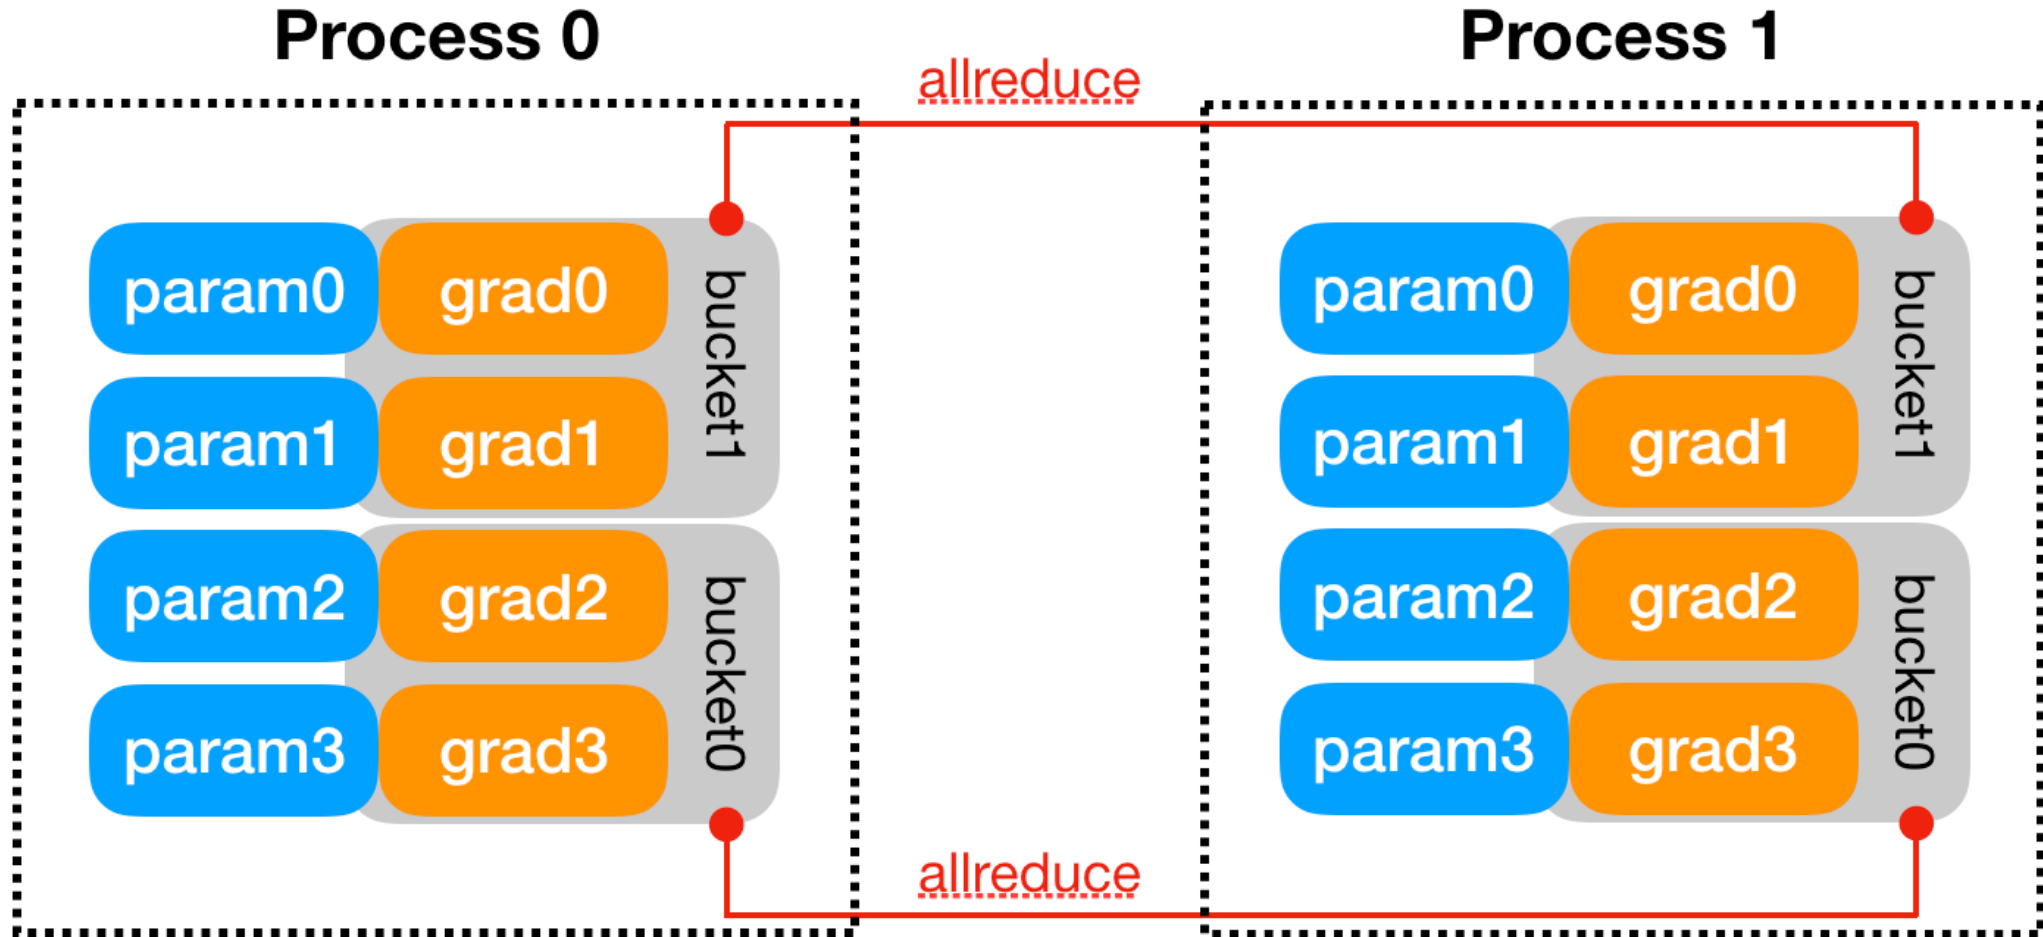 Process 0
Process 1
allreduce
param0 grad0
param1 grad1
bucket1
param2 grad2
param3 grad3
bucket0
param0 grad0
param1 grad1
bucket1
param2 grad2
param3 grad3
bucket0
allreduce